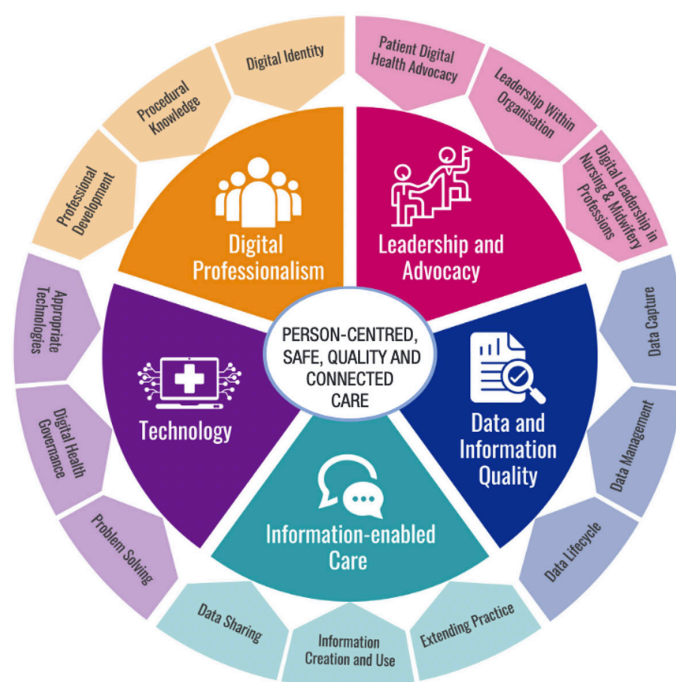 Digital Identity
Patient Digital
Health Advocacy
Procedural
Knowledge
Leadership Within
Organisation
Professional
Development
Digital Leadership in
Nursing & Midwifery
Professions
Digital
Professionalism
Leadership and
Advocacy
Appropriate
Technologies
Data Capture
PERSON-CENTRED,
SAFE, QUALITY AND
CONNECTED
CARE
Technology
Data and
Information
Quality
Digital Health
Governance
Data Management
Information-enabled
Care
Problem Solving
Data Lifecycle
Data Sharing
Information
Creation and Use
Extending Practice